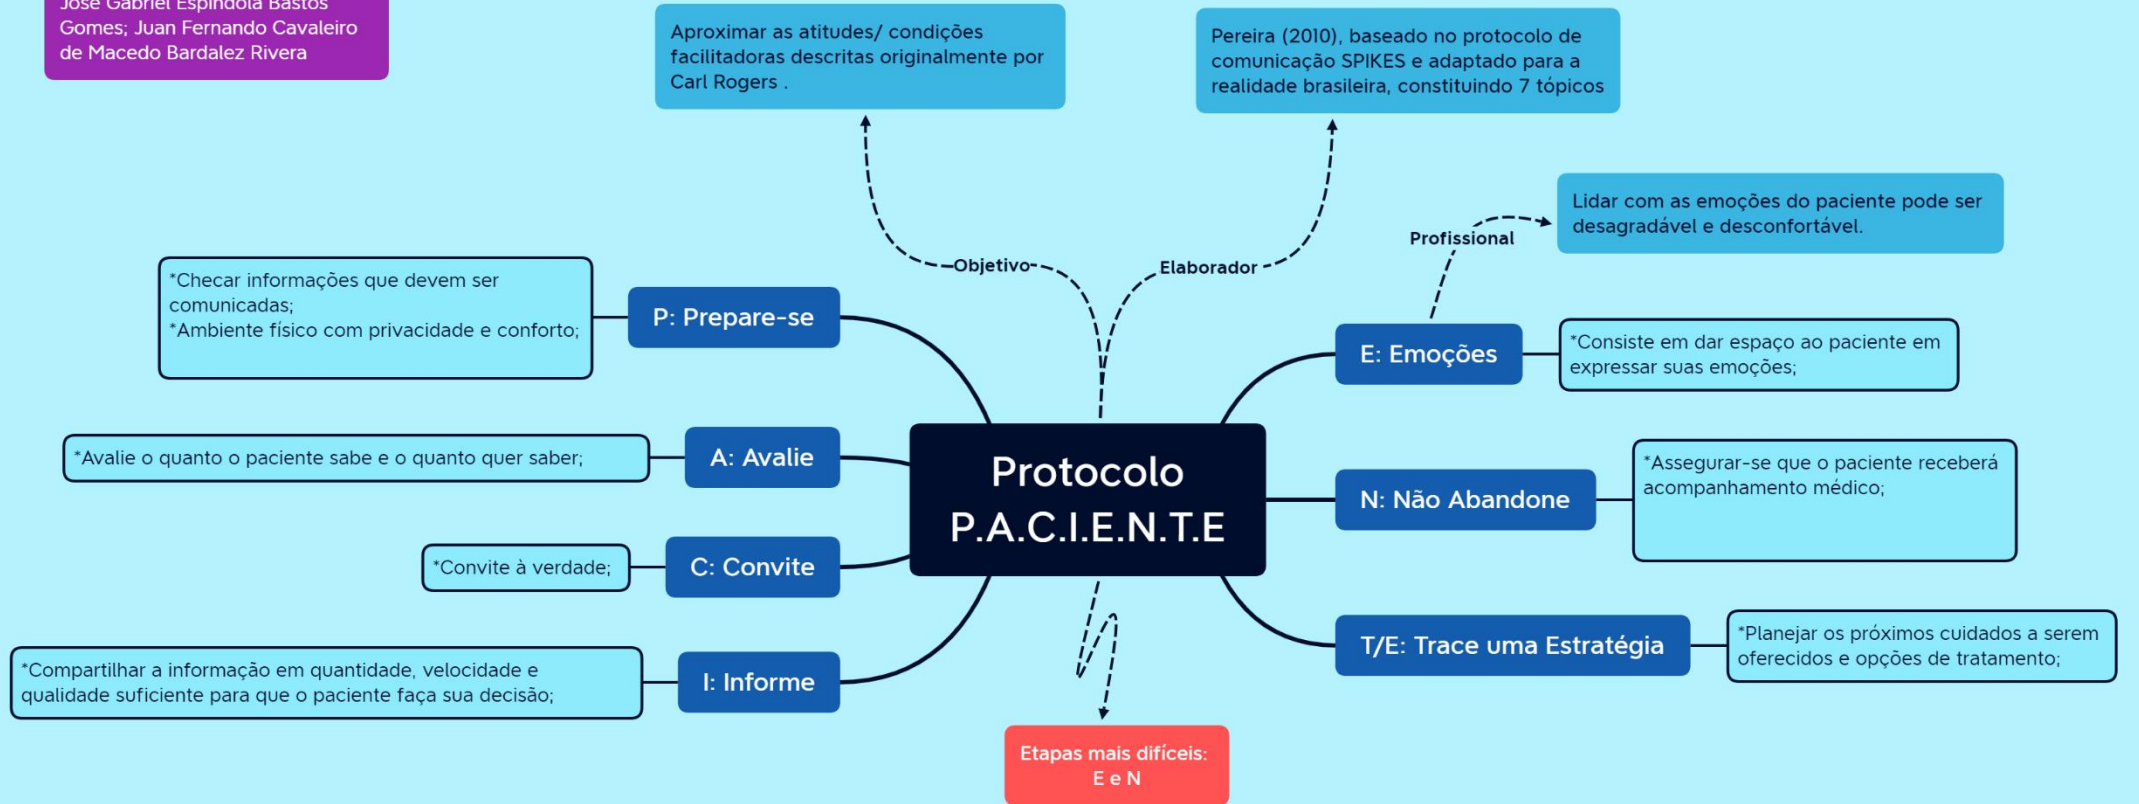 José Gabriel Espíndola Bastos
Gomes; Juan Fernando Cavaleiro
de Macedo Bardalez Rivera
Aproximar as atitudes/ condições
facilitadoras descritas originalmente por
Carl Rogers .
Pereira (2010), baseado no protocolo de
comunicação SPIKES e adaptado para a
realidade brasileira, constituindo 7 tópicos
Lidar com as emoções do paciente pode ser
desagradável e desconfortável.
Profissional
Objetivo
Elaborador
*Checar informações que devem ser
comunicadas;
*Ambiente físico com privacidade e conforto;
P: Prepare-se
E: Emoções
*Consiste em dar espaço ao paciente em
expressar suas emoções;
*Avalie o quanto o paciente sabe e o quanto quer saber;
A: Avalie
Protocolo
P.A.C.I.E.N.T.E
N: Não Abandone
*Assegurar-se que o paciente receberá
acompanhamento médico;
*Convite à verdade;
C: Convite
*Compartilhar a informação em quantidade, velocidade e
qualidade suficiente para que o paciente faça sua decisão;
I: Informe
T/E: Trace uma Estratégia
*Planejar os próximos cuidados a serem
oferecidos e opções de tratamento;
Etapas mais difíceis:
E e N